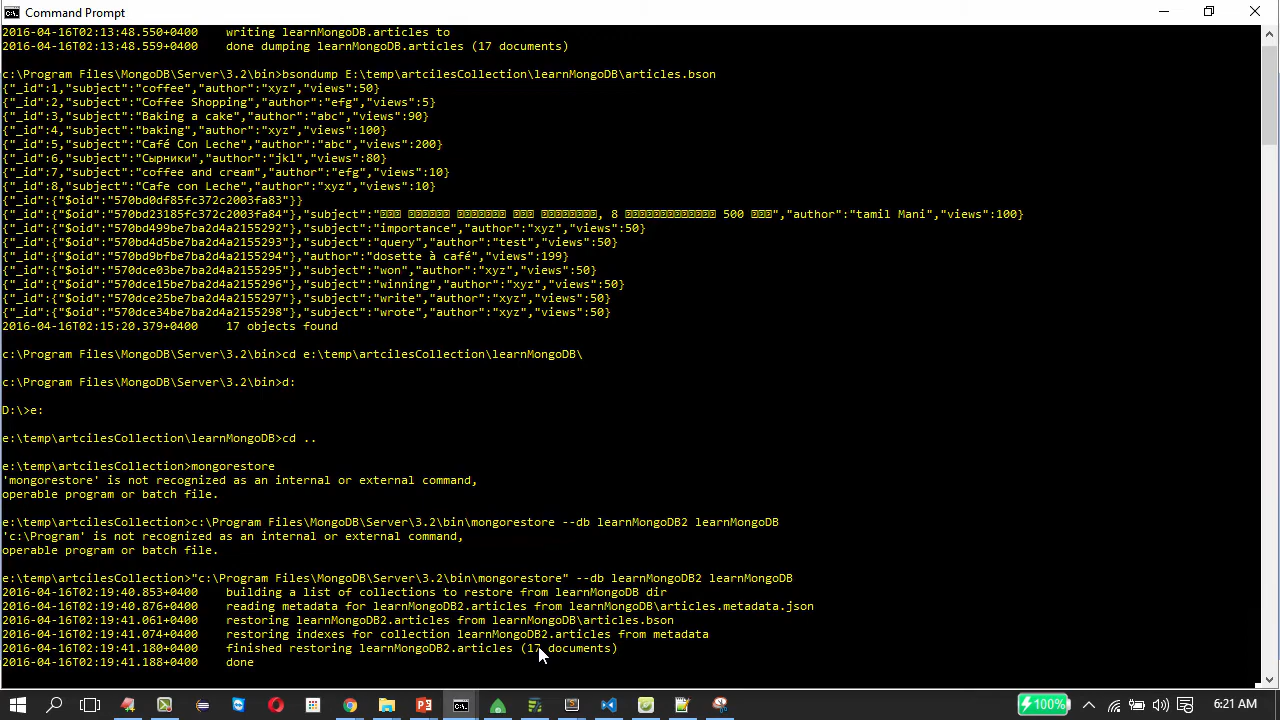 Command Prompt
2016-04-16T02:13:48.550+0400    writing learnMongoDB.articles to
2016-04-16T02:13:48.559+0400    done dumping learnMongoDB.articles (17 documents)
c:\Program Files\MongoDB\Server\3.2\bin>bsondump E:\temp\artcilesCollection\learnMongoDB\articles.bson
{"_id":1,"subject":"coffee","author":"xyz","views":50}
{"_id":2,"subject":"Coffee Shopping","author":"efg","views":5}
{"_id":3,"subject":"Baking a cake","author":"abc","views":90}
{"_id":4,"subject":"baking","author":"xyz","views":100}
{"_id":5,"subject":"Café Con Leche","author":"abc","views":200}
{"_id":6,"subject":"Сырники","author":"jkl","views":80}
{"_id":7,"subject":"coffee and cream","author":"efg","views":10}
{"_id":8,"subject":"Cafe con Leche","author":"xyz","views":10}
{"_id":{"$oid":"570bd0df85fc372c2003fa83"}}
{"_id":{"$oid":"570bd23185fc372c2003fa84"},"subject":" , 8 500 ","author":"tamil Mani","views":100}
{"_id":{"$oid":"570bd499be7ba2d4a2155292"},"subject":"importance","author":"xyz","views":50}
{"_id":{"$oid":"570bd4d5be7ba2d4a2155293"},"subject":"query","author":"test","views":50}
{"_id":{"$oid":"570bd9bfbe7ba2d4a2155294"},"author":"dosette à café","views":199}
{"_id":{"$oid":"570dce03be7ba2d4a2155295"},"subject":"won","author":"xyz","views":50}
{"_id":{"$oid":"570dce15be7ba2d4a2155296"},"subject":"winning","author":"xyz","views":50}
{"_id":{"$oid":"570dce25be7ba2d4a2155297"},"subject":"write","author":"xyz","views":50}
{"_id":{"$oid":"570dce34be7ba2d4a2155298"},"subject":"wrote","author":"xyz","views":50}
2016-04-16T02:15:20.379+0400    17 objects found
c:\Program Files\MongoDB\Server\3.2\bin>cd e:\temp\artcilesCollection\learnMongoDB\
c:\Program Files\MongoDB\Server\3.2\bin>d:
D:\>e:
e:\temp\artcilesCollection\learnMongoDB>cd ..
e:\temp\artcilesCollection>mongorestore
'mongorestore' is not recognized as an internal or external command,
operable program or batch file.
e:\temp\artcilesCollection>c:\Program Files\MongoDB\Server\3.2\bin\mongorestore --db learnMongoDB2 learnMongoDB
'c:\Program' is not recognized as an internal or external command,
operable program or batch file.
e:\temp\artcilesCollection>"c:\Program Files\MongoDB\Server\3.2\bin\mongorestore" --db learnMongoDB2 learnMongoDB
2016-04-16T02:19:40.853+0400    building a list of collections to restore from learnMongoDB dir
2016-04-16T02:19:40.876+0400    reading metadata for learnMongoDB2.articles from learnMongoDB\articles.metadata.json
2016-04-16T02:19:41.061+0400    restoring learnMongoDB2.articles from learnMongoDB\articles.bson
2016-04-16T02:19:41.074+0400    restoring indexes for collection learnMongoDB2.articles from metadata
2016-04-16T02:19:41.180+0400    finished restoring learnMongoDB2.articles (17 documents)
2016-04-16T02:19:41.188+0400    done
100%
6:21 AM